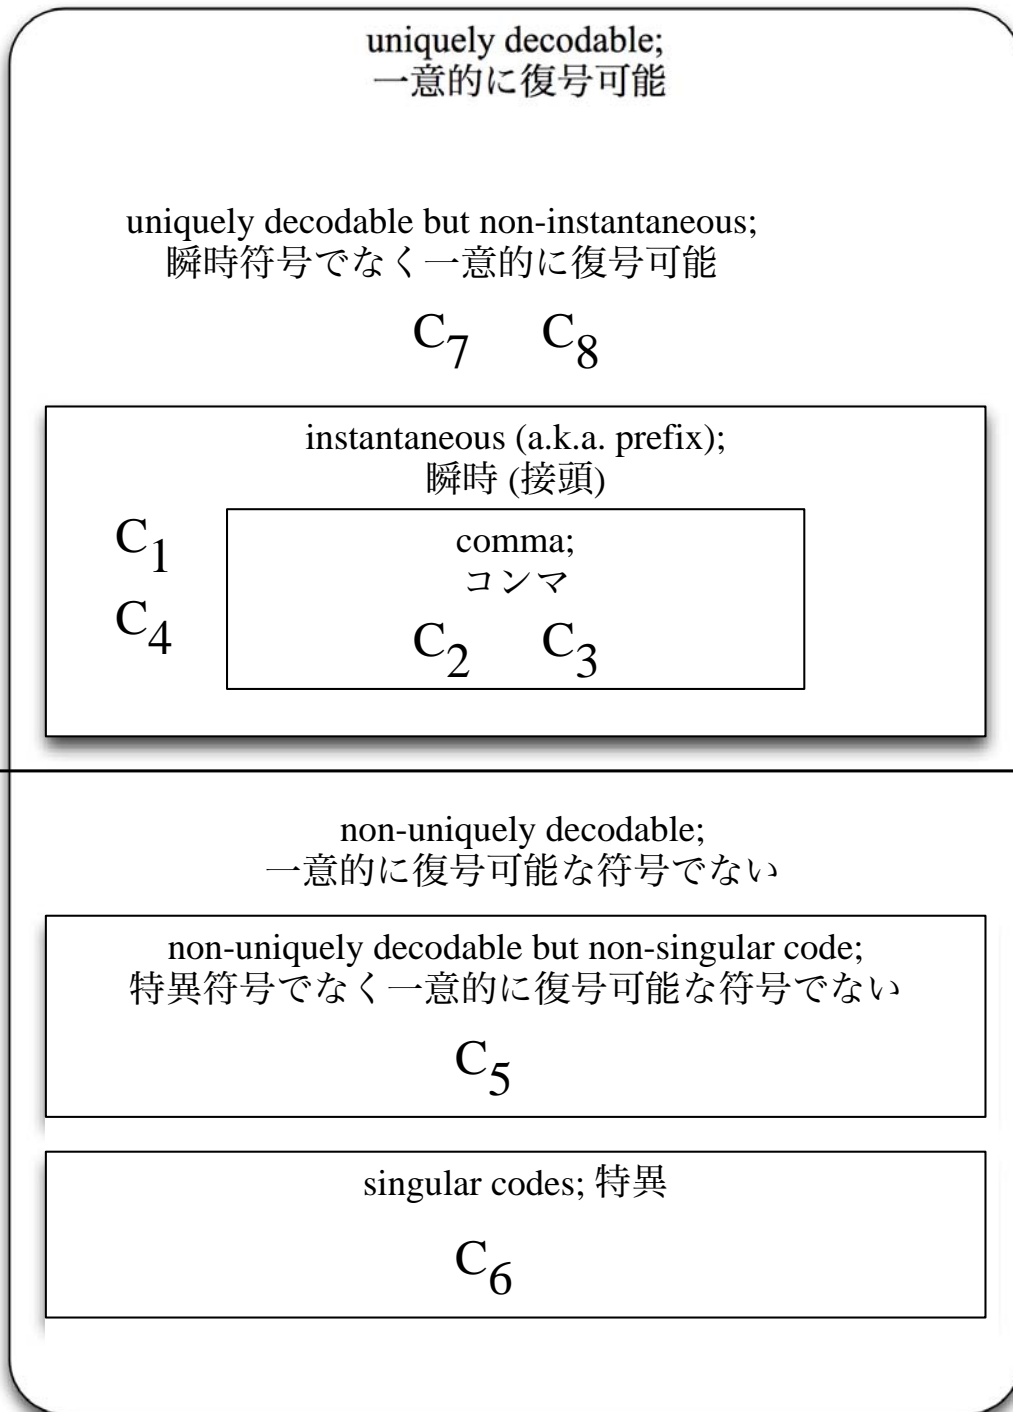 uniquely decodable;
一意的に復号可能
uniquely decodable but non-instantaneous;
瞬時符号でなく一意的に復号可能
C7 C8
instantaneous (a.k.a. prefix);
瞬時 (接頭)
C1
comma;
コンマ
C4
C2 C3
non-uniquely decodable;
一意的に復号可能な符号でない
non-uniquely decodable but non-singular code;
特異符号でなく一意的に復号可能な符号でない
C5
singular codes; 特異
C6